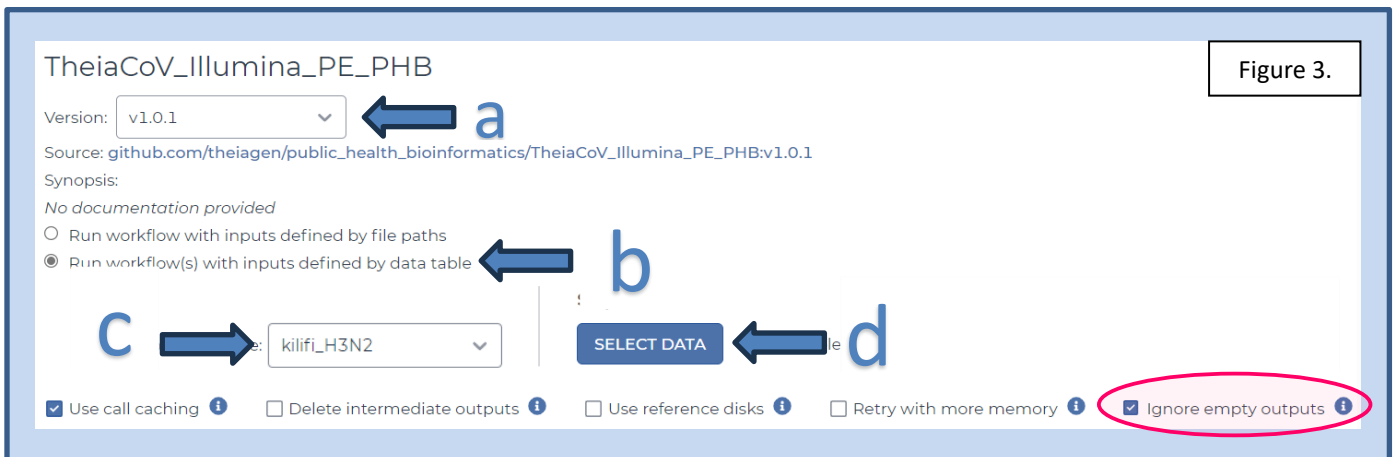 TheiaCoV_Illumina_PE_PHB
Figure 3.
Version: v1.0.1
a
Source: github.com/theiagen/public_health_bioinformatics/TheiaCoV_Illumina_PE_PHB:v1.0.1
Synopsis:
No documentation provided
Run workflow with inputs defined by file paths
Run workflow(s) with inputs defined by data table
b
c
kilifi_H3N2
SELECT DATA
d
Use call caching Delete intermediate outputs Use reference disks Retry with more memory Ignore empty outputs